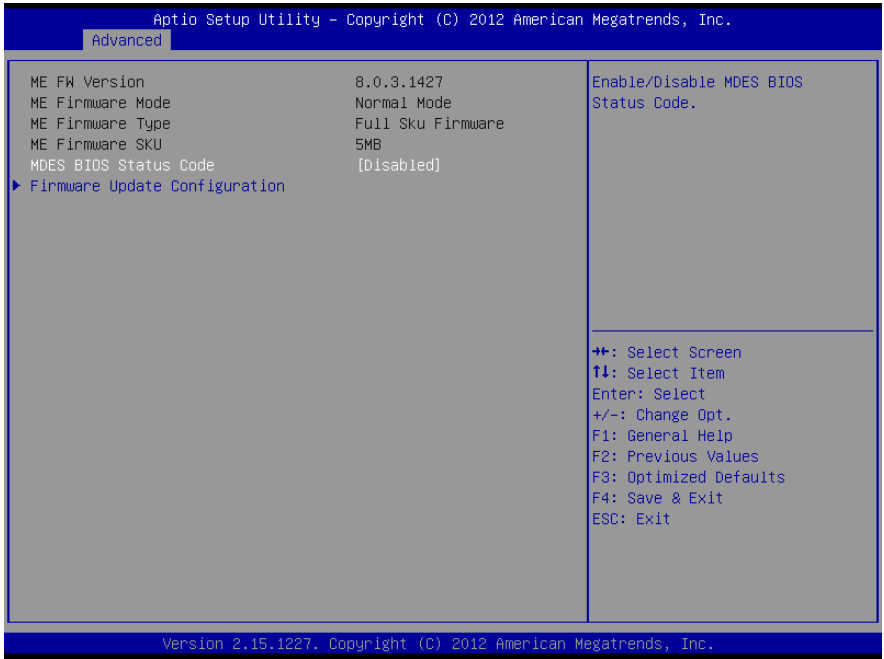 Aptio Setup Utility – Copyright (C) 2012 American Megatrends, Inc.
Advanced
ME FW Version 8.0.3.1427
ME Firmware Mode Normal Mode
ME Firmware Type Full Sku Firmware
ME Firmware SKU 5MB
MDES BIOS Status Code [Disabled]
Firmware Update Configuration
Enable/Disable MDES BIOS
Status Code.
→←: Select Screen
↑↓: Select Item
Enter: Select
+/-: Change Opt.
F1: General Help
F2: Previous Values
F3: Optimized Defaults
F4: Save & Exit
ESC: Exit
Version 2.15.1227. Copyright (C) 2012 American Megatrends, Inc.